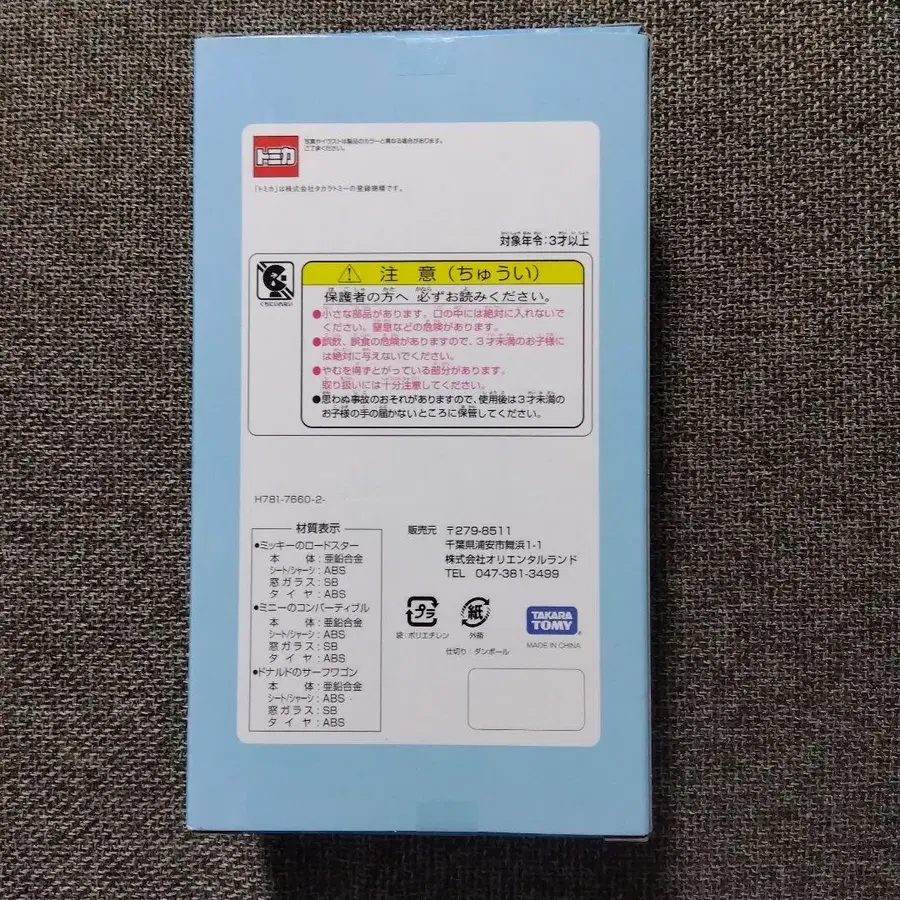 トミカ
写真やイラストは製品のカラーと異なる場合があります。
ご了承ください。
「トミカ」は株式会社タカラトミーの登録商標です。
対象年令:3才以上
くちにいれない
注 意(ちゅうい)
保護者の方へ 必ずお読みください。
●小さな部品があります。口の中には絶対に入れないで
ください。窒息などの危険があります。
●誤飲、誤食の危険がありますので、3才未満のお子様に
は絶対に与えないでください。
●やむを得ずとがっている部分があります。
取り扱いには十分注意してください。
●思わぬ事故のおそれがありますので、使用後は3才未満の
お子様の手の届かないところに保管してください。
H781-7660-2-
材質表示
●ミッキーのロードスター
本 体:亜鉛合金
シート/シャーシ:ABS
窓ガラス:SB
タイヤ:ABS
●ミニーのコンバーティブル
本 体:亜鉛合金
シート/シャーシ:ABS
窓ガラス:SB
タイヤ:ABS
●ドナルドのサーフワゴン
本 体:亜鉛合金
シート/シャーシ:ABS
窓ガラス:SB
タイヤ:ABS
販売元 〒279-8511
千葉県浦安市舞浜1-1
株式会社オリエンタルランド
TEL 047-381-3499
プラ
袋:ポリエチレン
紙
外箱
仕切り:ダンボール
TAKARA
TOMY
MADE IN CHINA